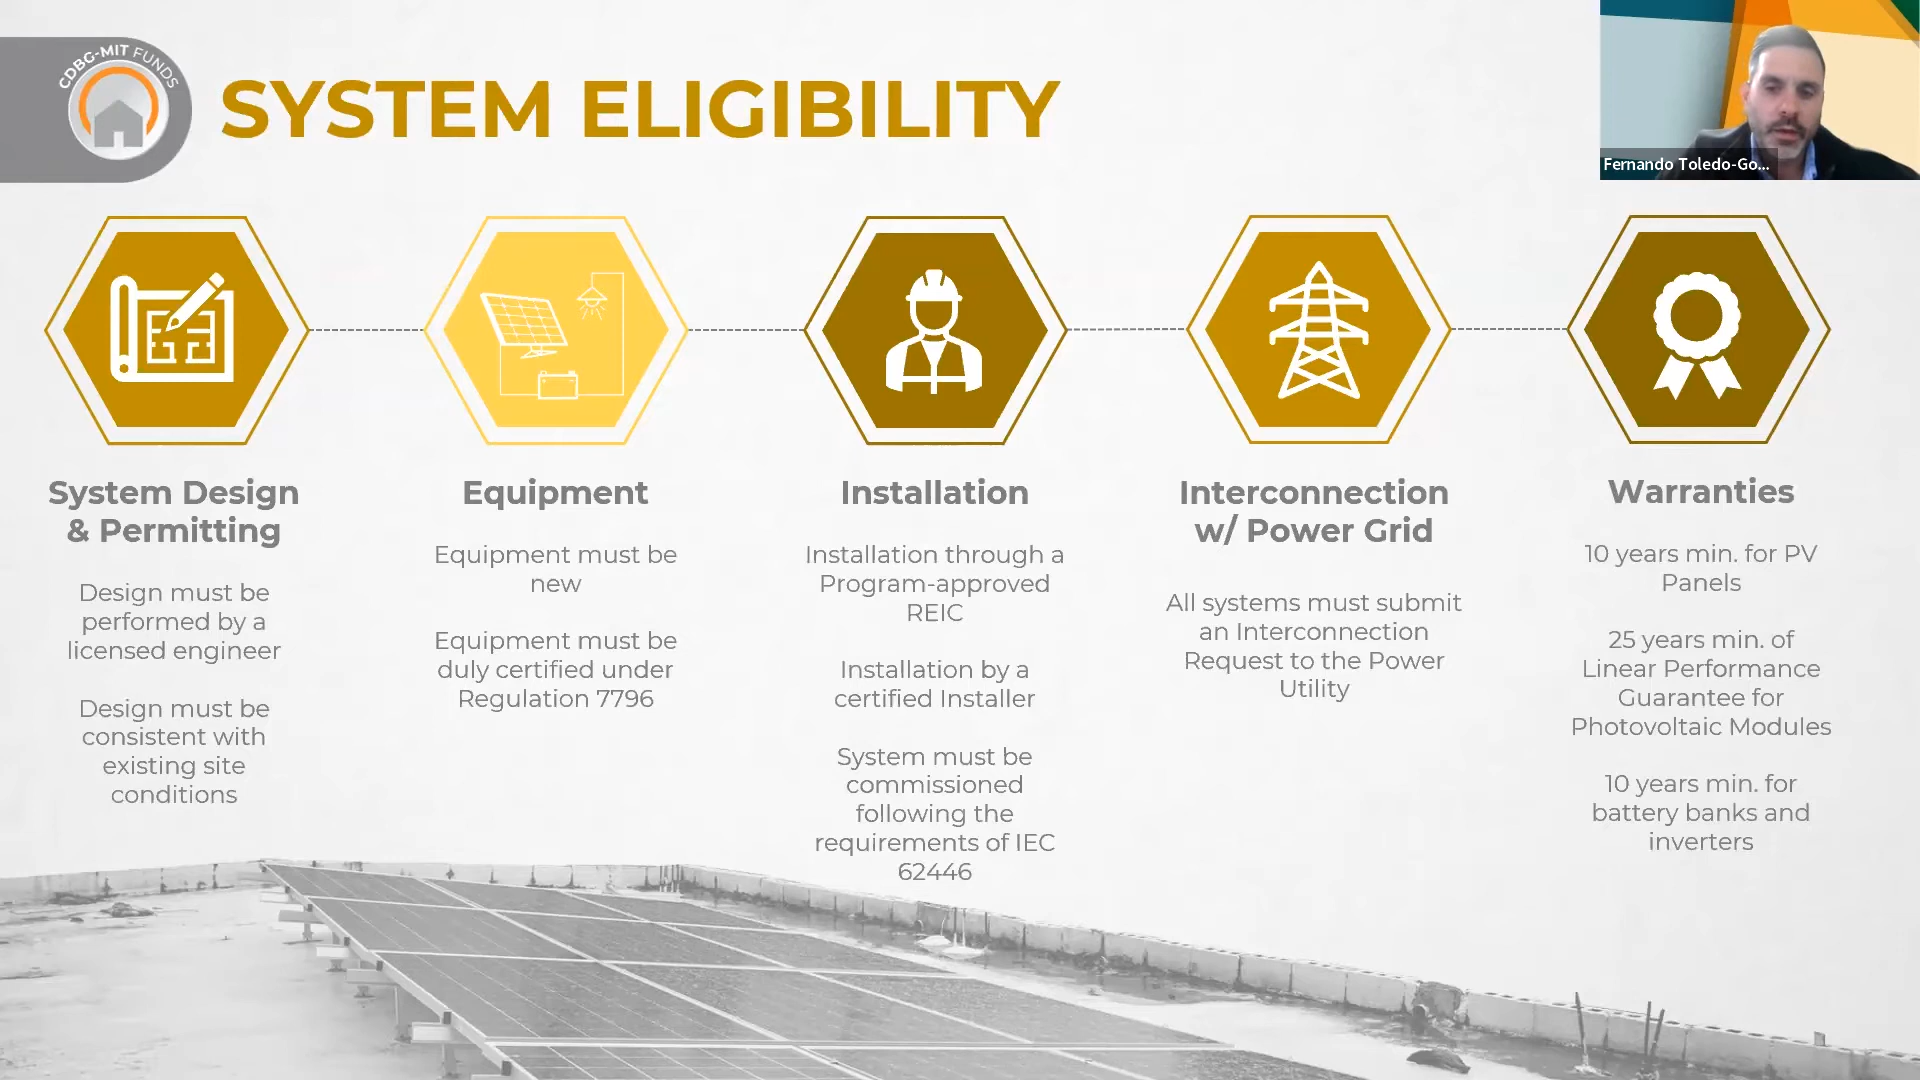 CDBG-MIT FUNDS
SYSTEM ELIGIBILITY
Fernando Toledo-Go...
System Design
& Permitting
Design must be
performed by a
licensed engineer
Design must be
consistent with
existing site
conditions
Equipment
Equipment must be
new
Equipment must be
duly certified under
Regulation 7796
Installation
Installation through a
Program-approved
REIC
Installation by a
certified Installer
System must be
commissioned
following the
requirements of IEC
62446
Interconnection
w/ Power Grid
All systems must submit
an Interconnection
Request to the Power
Utility
Warranties
10 years min. for PV
Panels
25 years min. of
Linear Performance
Guarantee for
Photovoltaic Modules
10 years min. for
battery banks and
inverters